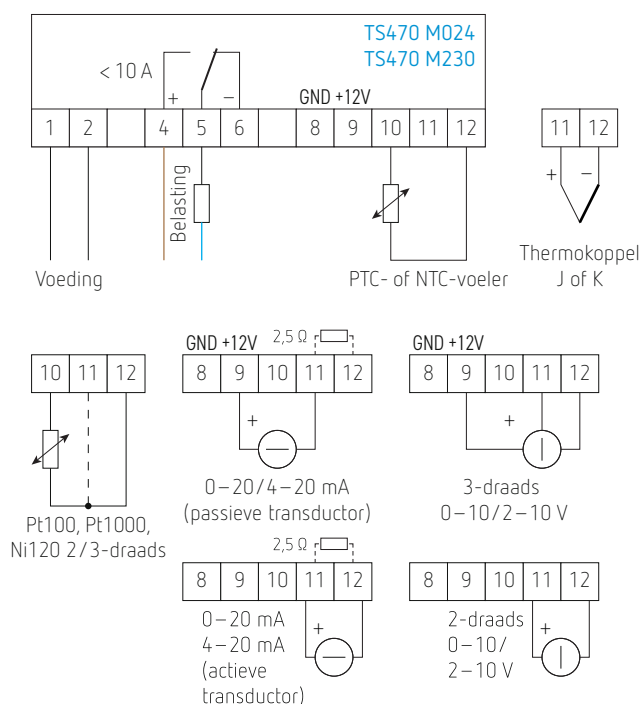 TS470 M024
TS470 M230
< 10 A
+ −
GND +12V
1 2 4 5 6 8 9 10 11 12
11 12
+ −
Belasting
Voeding
PTC- of NTC-voeler
Thermokoppel
J of K
10 11 12
Pt100, Pt1000,
Ni120 2/3-draads
GND +12V
2,5 Ω
8 9 10 11 12
+
0–20/4–20 mA
(passieve transductor)
GND +12V
8 9 10 11 12
+
3-draads
0–10/2–10 V
2,5 Ω
8 9 10 11 12
+
0–20 mA
4–20 mA
(actieve
transductor)
8 9 10 11 12
+
2-draads
0–10/
2–10 V